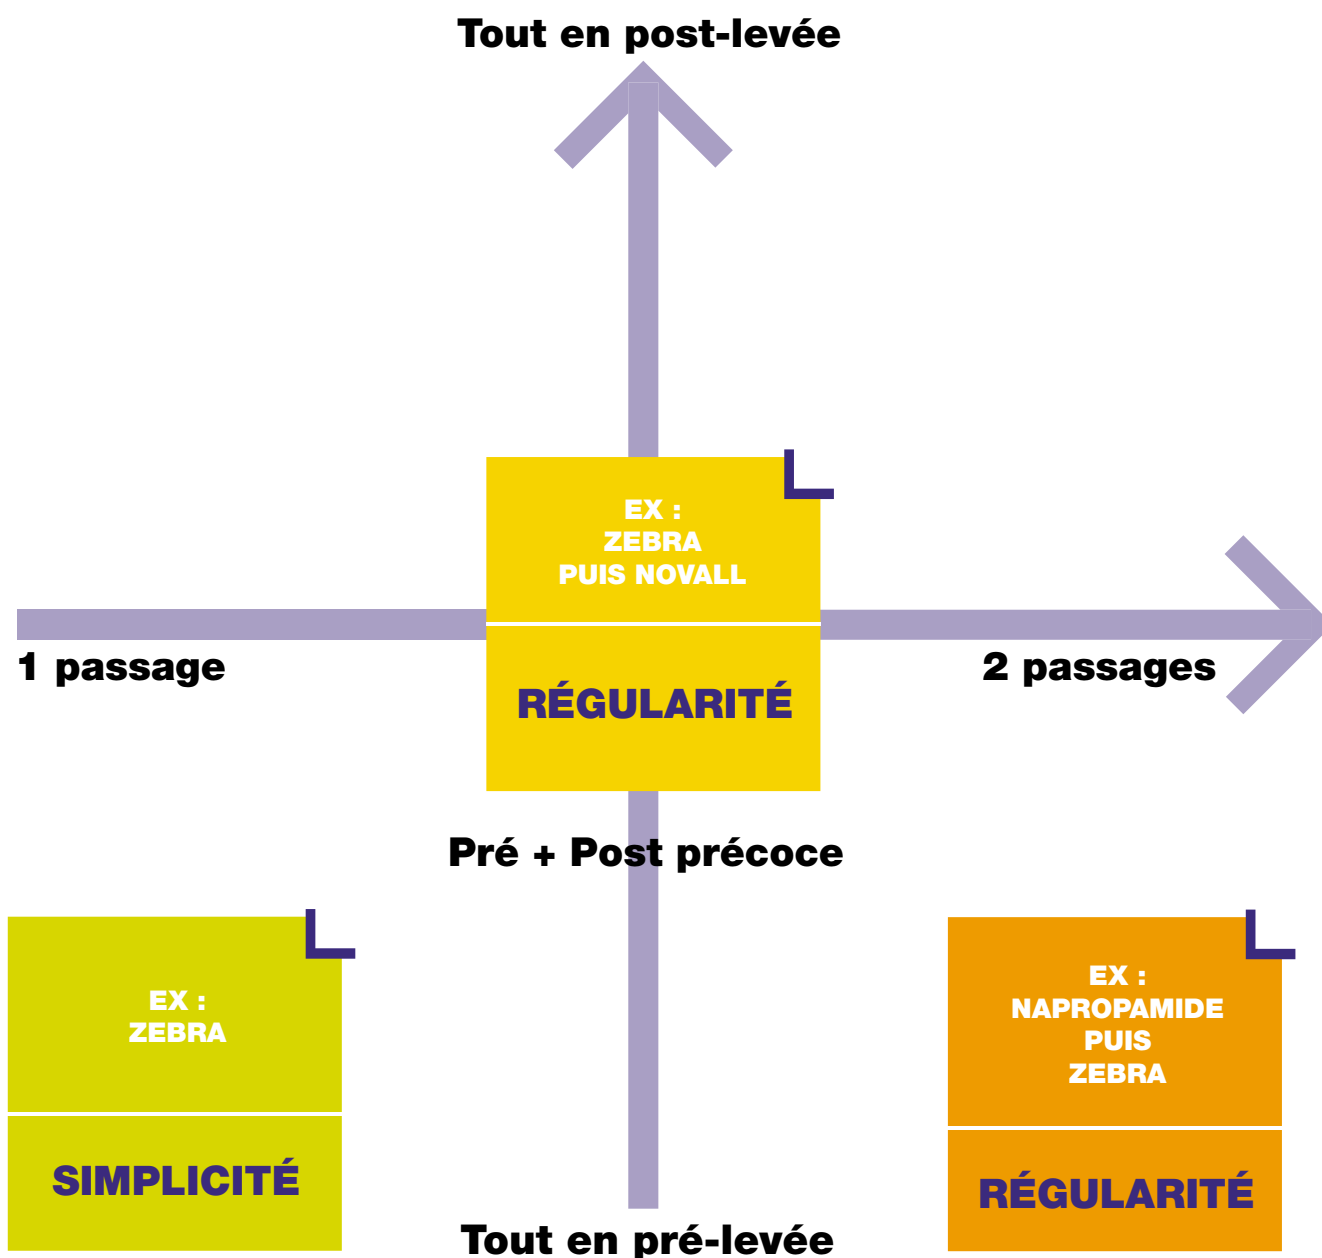 Tout en post-levée
EX :
ZEBRA
PUIS NOVALL
1 passage
2 passages
RÉGULARITÉ
Pré + Post précoce
EX :
ZEBRA
SIMPLICITÉ
EX :
NAPROPAMIDE
PUIS
ZEBRA
RÉGULARITÉ
Tout en pré-levée